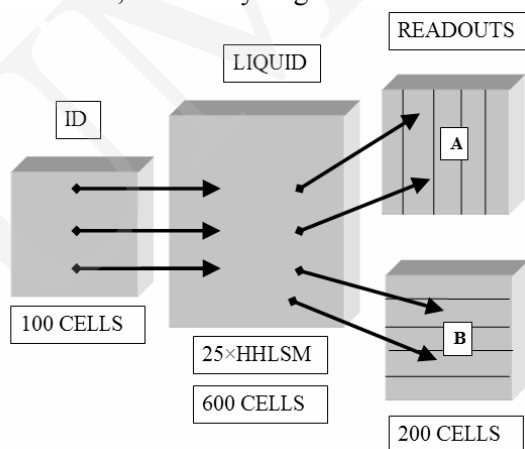 READOUTS
LIQUID
ID
A
100 CELLS
B
25×HHLSM
600 CELLS
200 CELLS